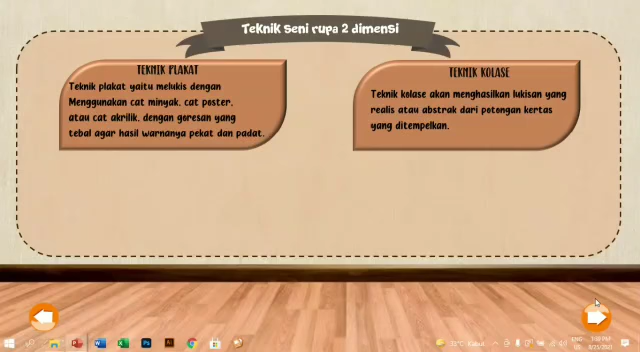 Teknik seni rupa 2 dimensi
TEKNIK PLAKAT
Teknik plakat yaitu melukis dengan
Menggunakan cat minyak, cat poster,
atau cat akrilik, dengan goresan yang
tebal agar hasil warnanya pekat dan padat.
TEKNIK KOLASE
Teknik kolase akan menghasilkan lukisan yang
realis atau abstrak dari potongan kertas
yang ditempelkan.
ENG
US